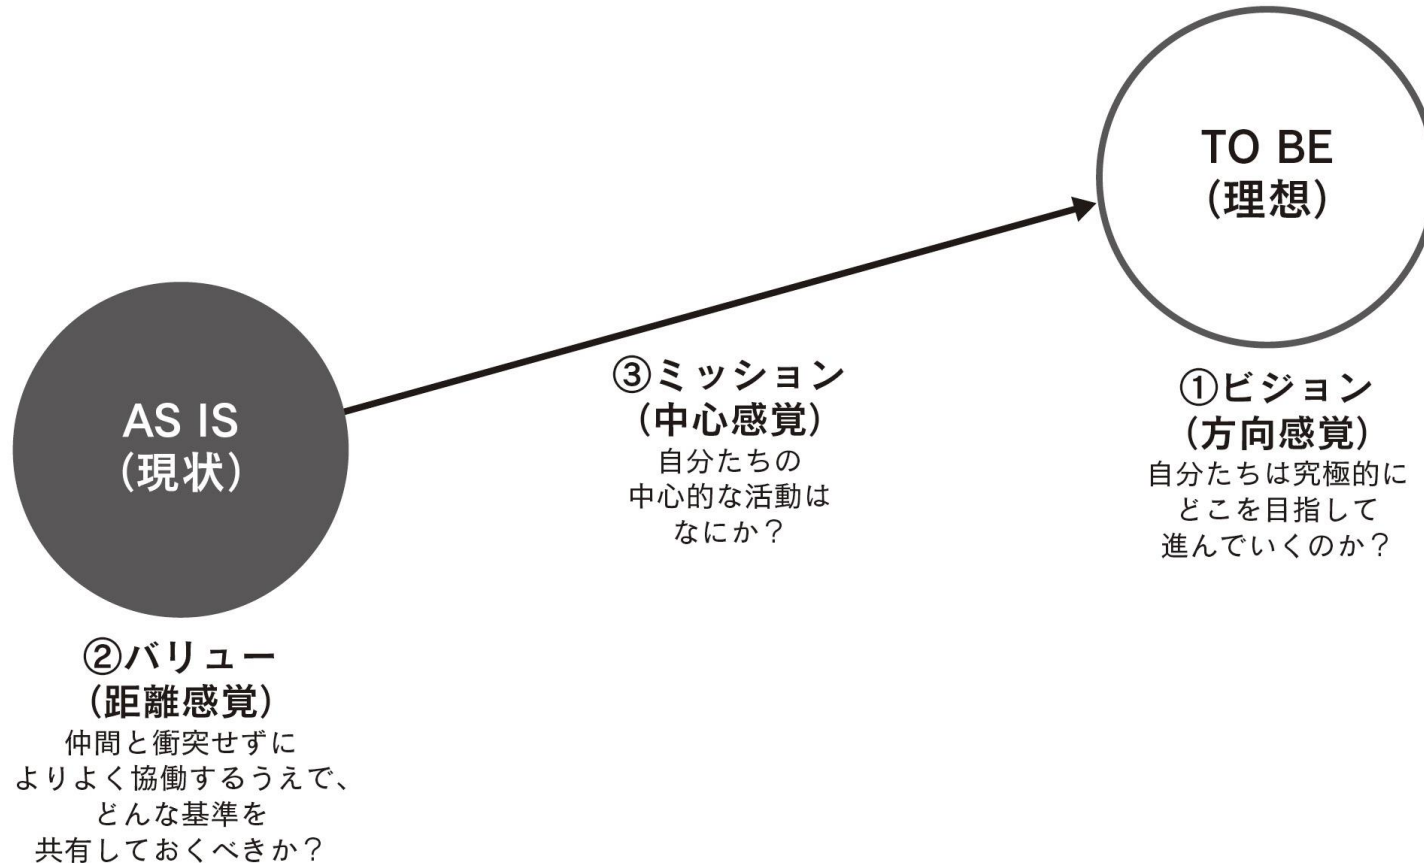 TO BE
(理想)
①ビジョン
(方向感覚)
自分たちは究極的に
どこを目指して
進んでいくのか？
③ミッション
(中心感覚)
自分たちの
中心的な活動は
なにか？
AS IS
(現状)
②バリュー
(距離感覚)
仲間と衝突せずに
よりよく協働するうえで、
どんな基準を
共有しておくべきか？